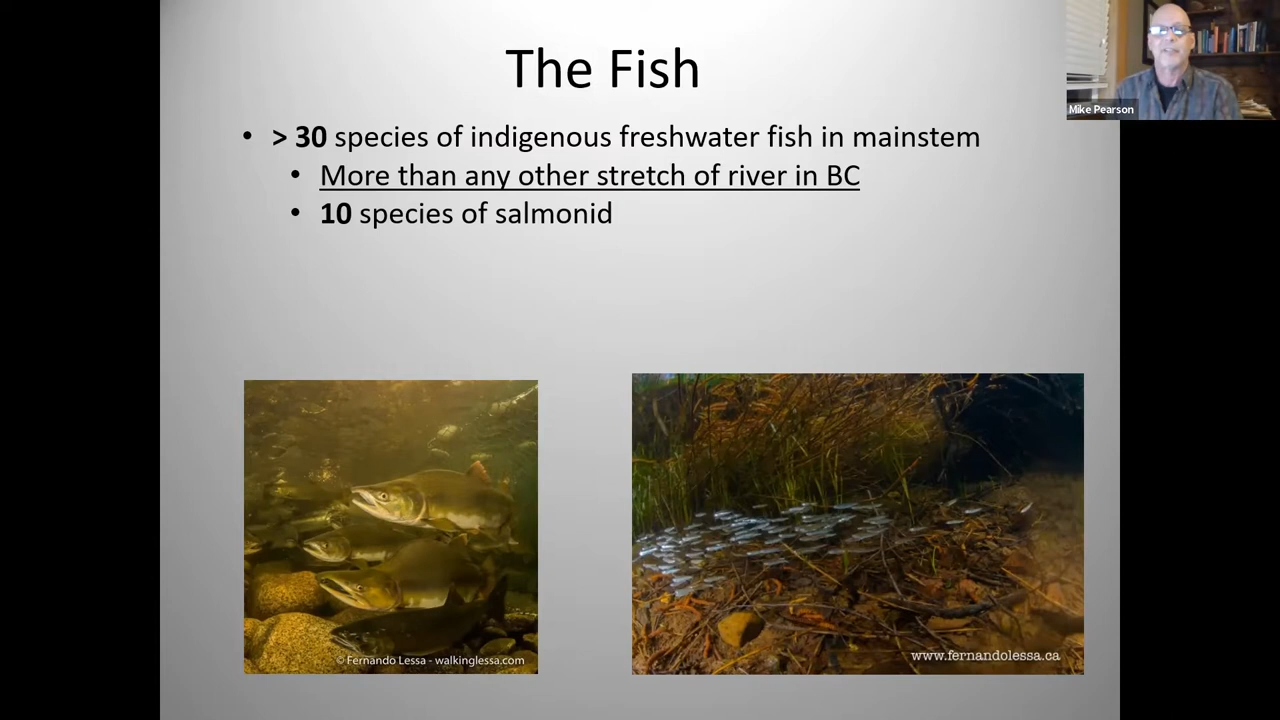 The Fish
• > 30 species of indigenous freshwater fish in mainstem
• More than any other stretch of river in BC
• 10 species of salmonid
Mike Pearson
© Fernando Lessa - walkinglessa.com
www.fernandolessa.ca